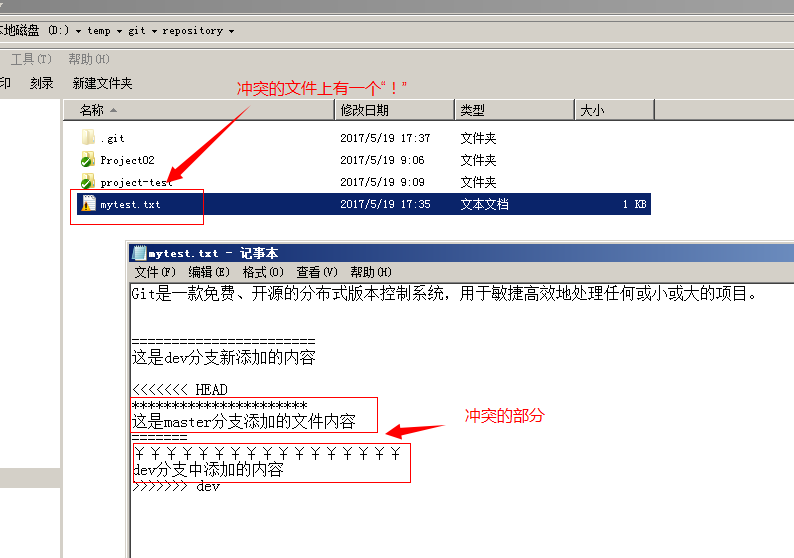 本地磁盘 (D:) ▾ temp ▾ git ▾ repository ▾
工具(T) 帮助(H)
印 刻录 新建文件夹
冲突的文件上有一个“！”
名称 修改日期 类型 大小
.git 2017/5/19 17:37 文件夹
Project02 2017/5/19 9:06 文件夹
project-test 2017/5/19 9:09 文件夹
mytest.txt 2017/5/19 17:35 文本文档 1 KB
mytest.txt - 记事本
文件(F) 编辑(E) 格式(O) 查看(V) 帮助(H)
Git是一款免费、开源的分布式版本控制系统，用于敏捷高效地处理任何或小或大的项目。
=======================
这是dev分支新添加的内容
<<<<<<< HEAD
**********************
这是master分支添加的文件内容
冲突的部分
=======
￥￥￥￥￥￥￥￥￥￥￥￥￥￥￥￥￥
dev分支中添加的内容
>>>>>>> dev